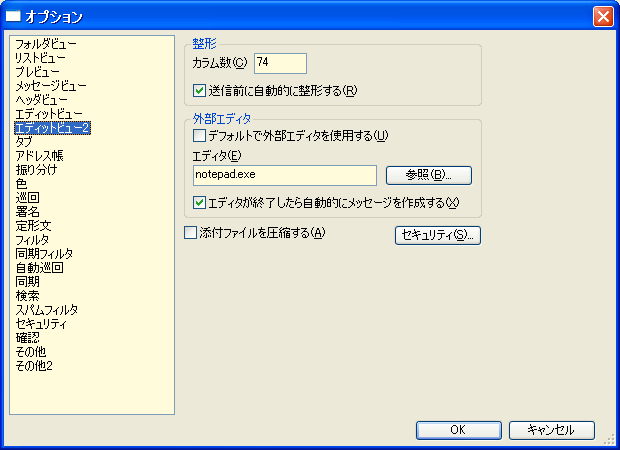 オプション
フォルダビュー
リストビュー
プレビュー
メッセージビュー
ヘッダビュー
エディットビュー
エディットビュー2
タブ
アドレス帳
振り分け
色
巡回
署名
定形文
フィルタ
同期フィルタ
自動巡回
同期
検索
スパムフィルタ
セキュリティ
確認
その他
その他2
整形
カラム数(C) 74
送信前に自動的に整形する(R)
外部エディタ
デフォルトで外部エディタを使用する(U)
エディタ(E)
notepad.exe 参照(B)...
エディタが終了したら自動的にメッセージを作成する(X)
添付ファイルを圧縮する(A) セキュリティ(S)...
OK キャンセル